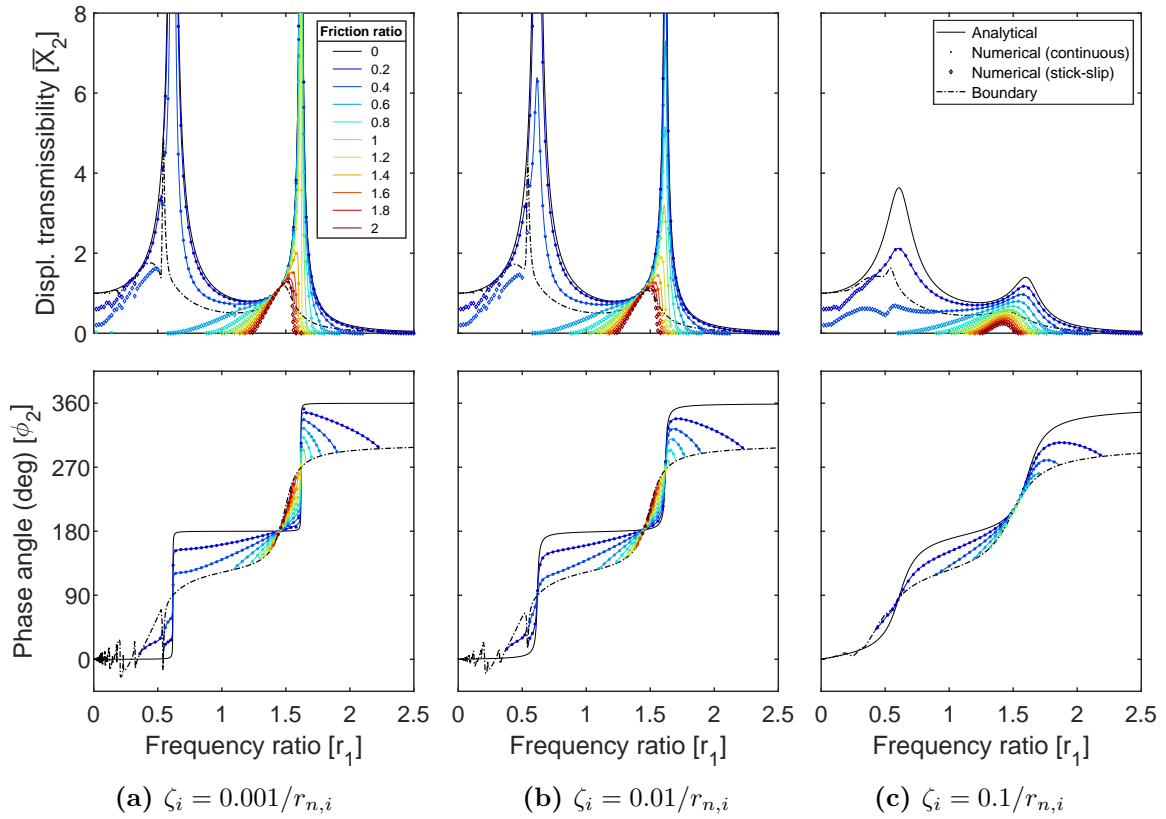 Displ. transmissibility [X̅₂]
8
6
4
2
0
Friction ratio
0
0.2
0.4
0.6
0.8
1
1.2
1.4
1.6
1.8
2
Analytical
Numerical (continuous)
Numerical (stick-slip)
Boundary
Phase angle (deg) [ϕ₂]
360
270
180
90
0
0 0.5 1 1.5 2 2.5
0 0.5 1 1.5 2 2.5
0 0.5 1 1.5 2 2.5
Frequency ratio [r₁]
Frequency ratio [r₁]
Frequency ratio [r₁]
(a) ζᵢ = 0.001/rₙ,ᵢ
(b) ζᵢ = 0.01/rₙ,ᵢ
(c) ζᵢ = 0.1/rₙ,ᵢ